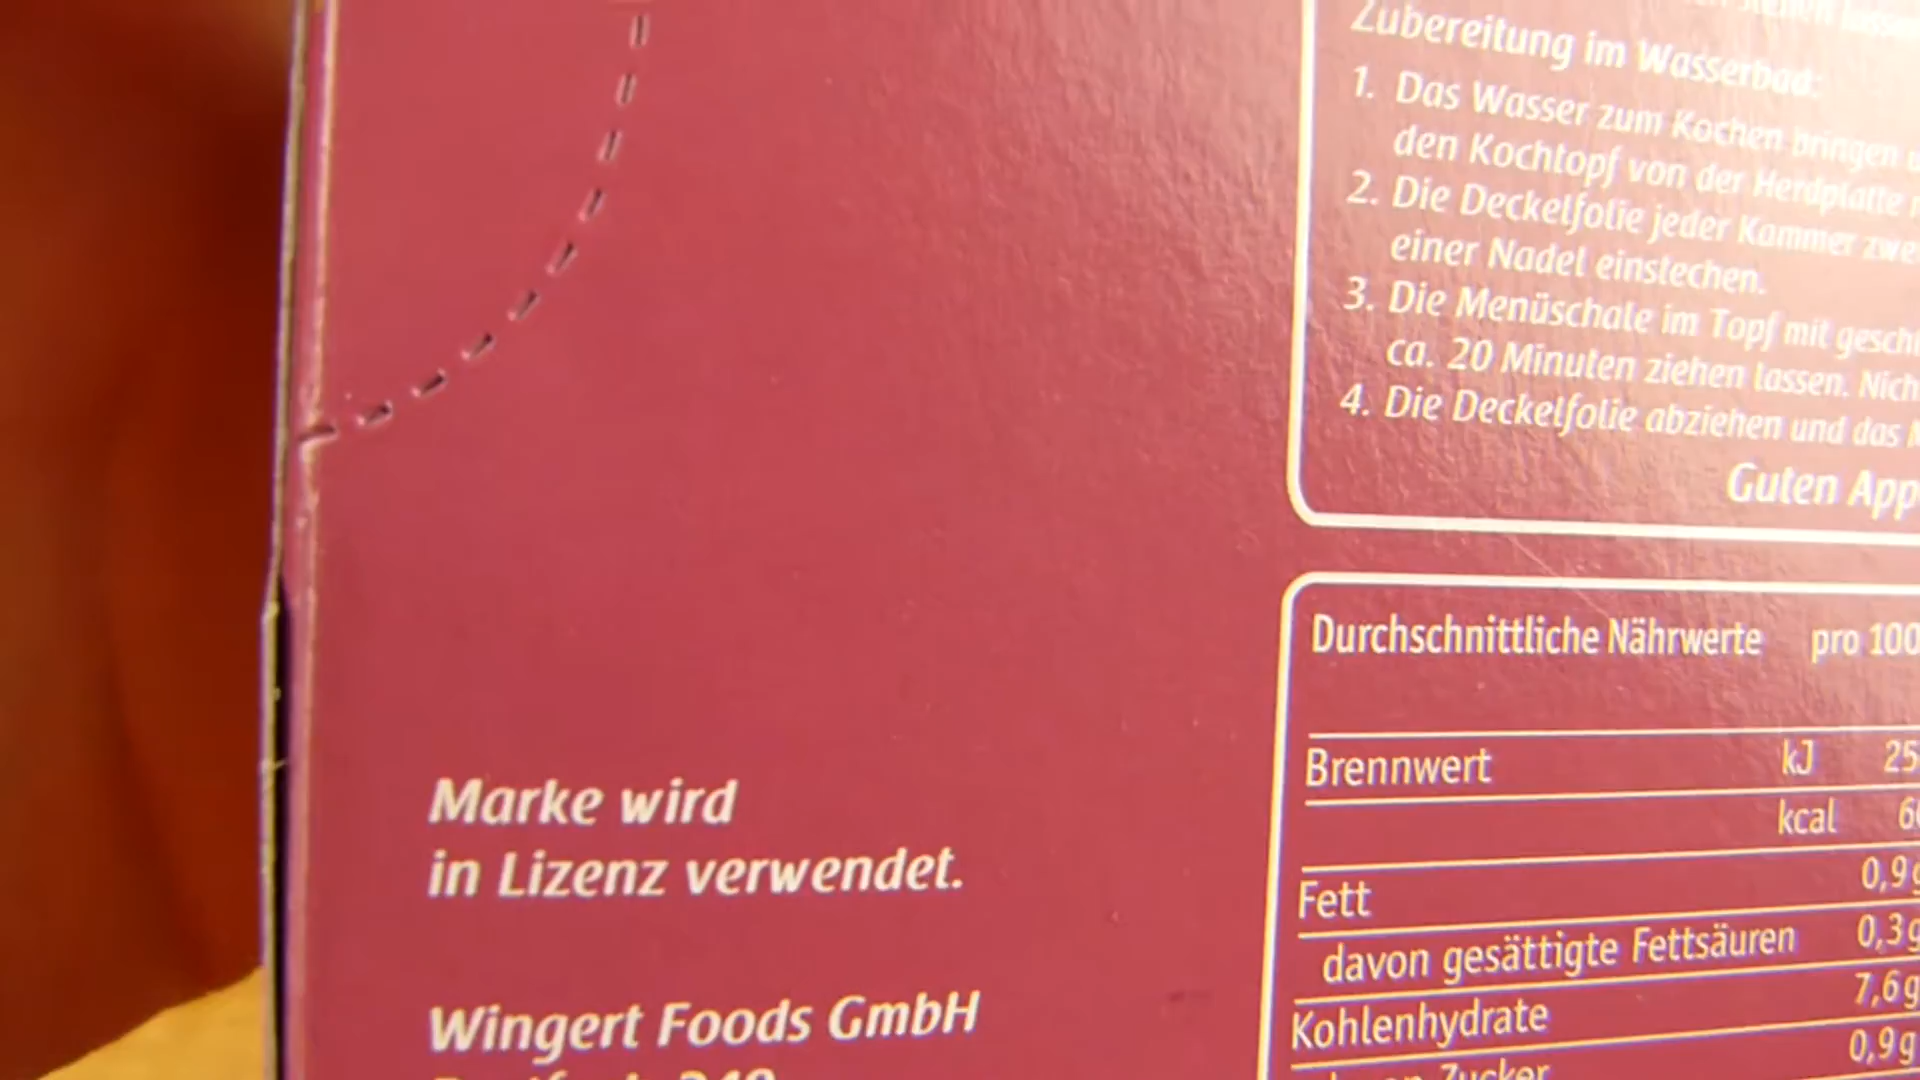 Zubereitung im Wasserbad:
1. Das Wasser zum Kochen bringen
den Kochtopf von der Herdplatte
2. Die Deckelfolie jeder Kammer
einer Nadel einstechen.
3. Die Menüschale im Topf mit
ca. 20 Minuten ziehen lassen.
4. Die Deckelfolie abziehen und das
Guten
Durchschnittliche Nährwerte pro 100
Brennwert kJ
kcal
Fett 0,9g
davon gesättigte Fettsäuren 0,3g
Kohlenhydrate 7,6g
Zucker 0,9g
Marke wird
in Lizenz verwendet.
Wingert Foods GmbH